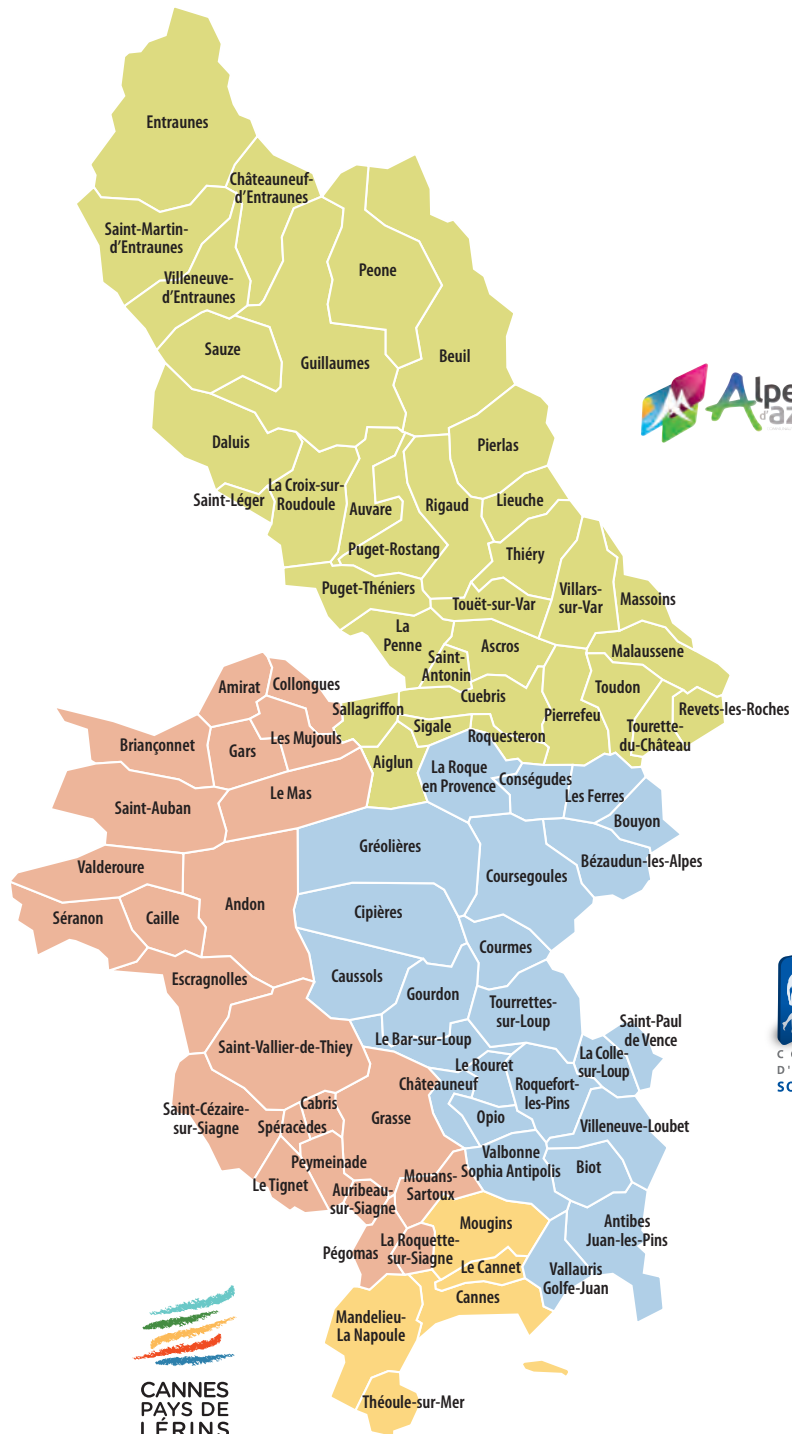 Entraunes
Châteauneuf-
d'Entraunes
Saint-Martin-
d'Entraunes
Peone
Villeneuve-
d'Entraunes
Sauze
Guillaumes
Beuil
Alpe
d'az
Daluis
Pierlas
Saint-Léger
La Croix-sur-
Roudoule
Auvare
Rigaud
Lieuche
Puget-Rostang
Thiéry
Puget-Théniers
Touët-sur-Var
Villars-
sur-Var
Massoins
La
Penne
Saint-
Antonin
Ascros
Malaussene
Amirat
Collongues
Cuebris
Toudon
Sallagriffon
Pierrefeu
Revets-les-Roches
Briançonnet
Gars
Les Mujouls
Sigale
Roquesteron
Tourette-
du-Château
Aiglun
La Roque
en Provence
Conségudes
Les Ferres
Saint-Auban
Le Mas
Bouyon
Gréolières
Bézaudun-les-Alpes
Valderoure
Coursegoules
Andon
Séranon
Caille
Cipières
Courmes
Escragnolles
Caussols
Gourdon
Tourrettes-
sur-Loup
Saint-Paul
de Vence
Saint-Vallier-de-Thiey
Le Bar-sur-Loup
La Colle-
sur-Loup
C
D'
SO
Le Rouret
Châteauneuf
Roquefort-
les-Pins
Saint-Cézaire-
sur-Siagne
Cabris
Spéracèdes
Grasse
Opio
Villeneuve-Loubet
Peymeinade
Valbonne
Sophia Antipolis
Biot
Le Tignet
Auribeau-
sur-Siagne
Mouans-
Sartoux
Mougins
Antibes
Juan-les-Pins
Pégomas
La Roquette-
sur-Siagne
Le Cannet
Vallauris
Golfe-Juan
Cannes
Mandelieu-
La Napoule
CANNES
PAYS DE
LÉRINS
Théoule-sur-Mer